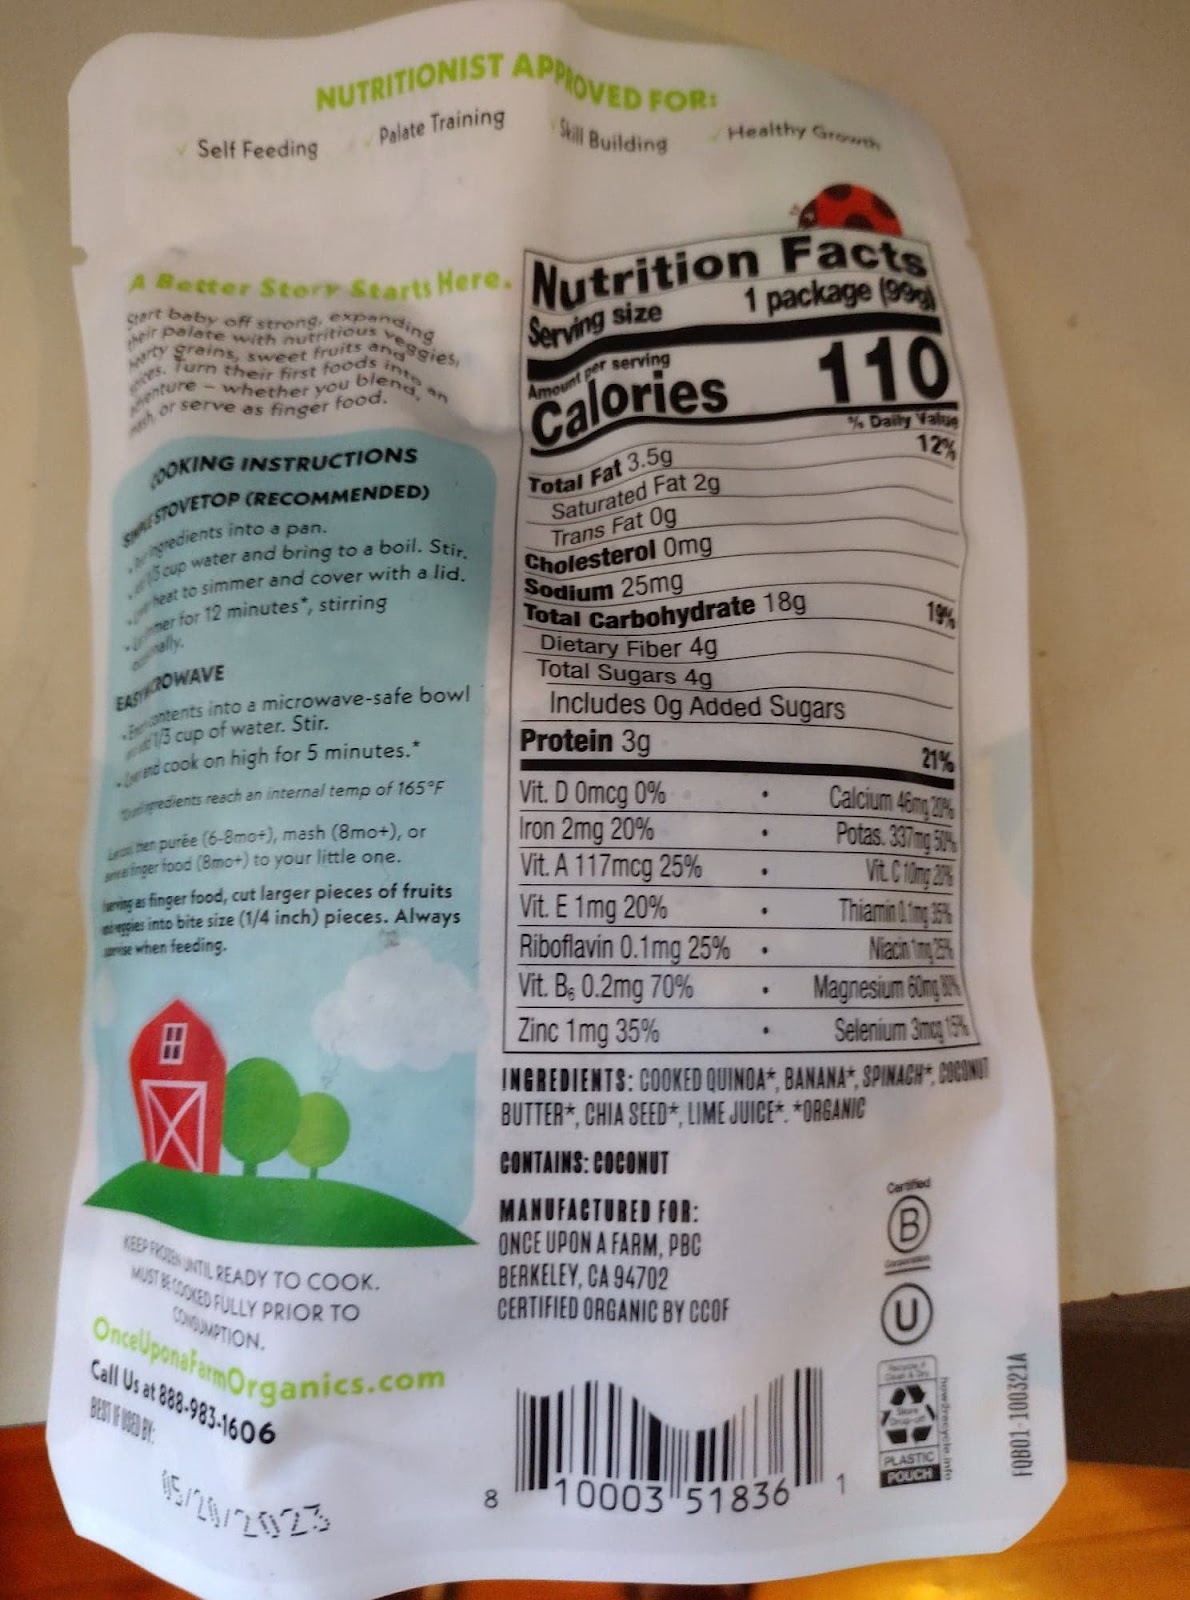 NUTRITIONIST APPROVED FOR:
Self Feeding
Palate Training
Skill Building
Healthy Growth
A Better Story Starts Here.
Start baby off strong, expanding
their palate with nutritious veggies,
hearty grains, sweet fruits and
spices. Turn their first foods into an
adventure – whether you blend,
mash, or serve as finger food.
COOKING INSTRUCTIONS
SIMPLE STOVETOP (RECOMMENDED)
ingredients into a pan.
1/3 cup water and bring to a boil. Stir.
heat to simmer and cover with a lid.
for 12 minutes*, stirring
EASY MICROWAVE
contents into a microwave-safe bowl
1/3 cup of water. Stir.
and cook on high for 5 minutes.*
ingredients reach an internal temp of 165°F
then purée (6-8mo+), mash (8mo+), or
finger food (8mo+) to your little one.
as finger food, cut larger pieces of fruits
into bite size (1/4 inch) pieces. Always
when feeding.
KEEP FROZEN UNTIL READY TO COOK.
MUST BE COOKED FULLY PRIOR TO
CONSUMPTION.
OnceUponaFarmOrganics.com
Call Us at 888-983-1606
BEST IF USED BY:
05/20/2023
Nutrition Facts
Serving size 1 package (99g)
Amount per serving
Calories 110
% Daily Value
Total Fat 3.5g 12%
Saturated Fat 2g
Trans Fat 0g
Cholesterol 0mg
Sodium 25mg
Total Carbohydrate 18g 19%
Dietary Fiber 4g
Total Sugars 4g
Includes 0g Added Sugars
Protein 3g 21%
Vit. D 0mcg 0% • Calcium 46mg 20%
Iron 2mg 20% • Potas. 337mg 50%
Vit. A 117mcg 25% • Vit. C 10mg 20%
Vit. E 1mg 20% • Thiamin 0.1mg 35%
Riboflavin 0.1mg 25% • Niacin 1mg 25%
Vit. B₆ 0.2mg 70% • Magnesium 60mg 80%
Zinc 1mg 35% • Selenium 3mcg 15%
INGREDIENTS: COOKED QUINOA*, BANANA*, SPINACH*, COCONUT
BUTTER*, CHIA SEED*, LIME JUICE*. *ORGANIC
CONTAINS: COCONUT
MANUFACTURED FOR:
ONCE UPON A FARM, PBC
BERKELEY, CA 94702
CERTIFIED ORGANIC BY CCOF
Certified
B
Corporation
U
Store
Drop-off
PLASTIC
POUCH
how2recycle.info
FQB01-100321A
8 10003 51836 1